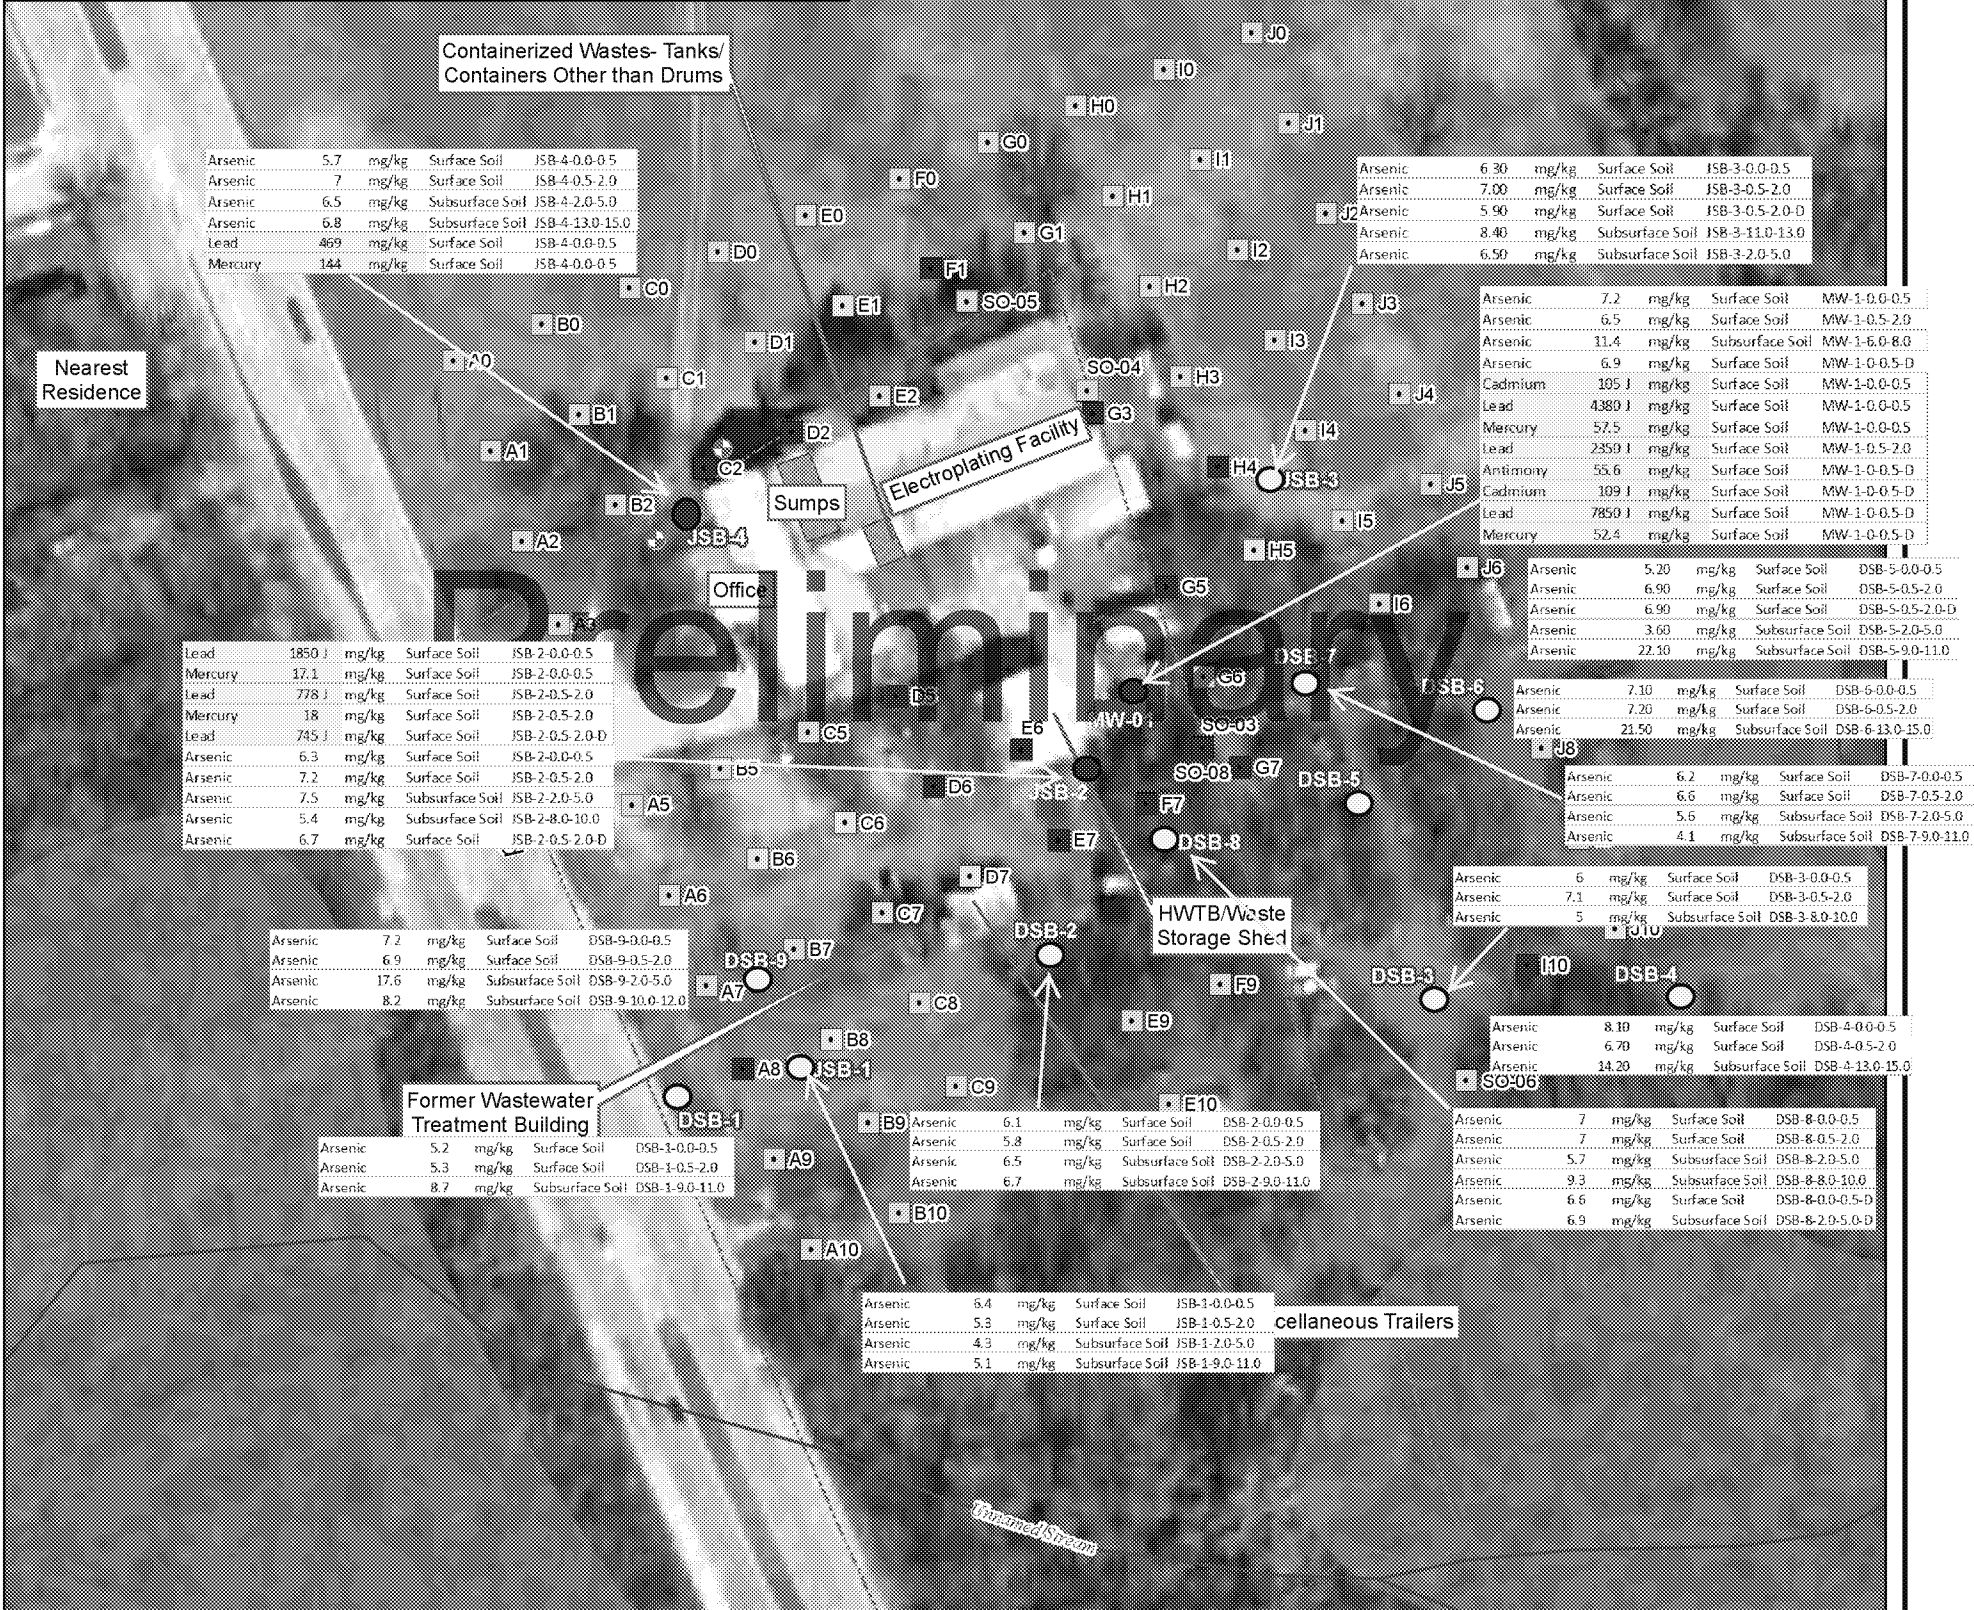 Containerized Wastes- Tanks/
Containers Other than Drums
J0
I0
H0
J1
G0
I1
F0
H1
E0
J2
G1
I2
D0
F1
C0
SO-05
H2
J3
E1
B0
D1
I3
A0
SO-04
C1
H3
J4
E2
B1
G3
D2
I4
A1
C2
H4
JSB-3
J5
B2
I5
JSB-4
A2
H5
J6
G5
I6
A3
Nearest
Residence
Electroplating Facility
Sumps
Office
Preliminary
Arsenic 5.7 mg/kg Surface Soil JSB-4-0.0-0.5
Arsenic 7 mg/kg Surface Soil JSB-4-0.5-2.0
Arsenic 6.5 mg/kg Subsurface Soil JSB-4-2.0-5.0
Arsenic 6.8 mg/kg Subsurface Soil JSB-4-13.0-15.0
Lead 469 mg/kg Surface Soil JSB-4-0.0-0.5
Mercury 144 mg/kg Surface Soil JSB-4-0.0-0.5
Arsenic 6.30 mg/kg Surface Soil JSB-3-0.0-0.5
Arsenic 7.00 mg/kg Surface Soil JSB-3-0.5-2.0
Arsenic 5.90 mg/kg Surface Soil JSB-3-0.5-2.0-D
Arsenic 8.40 mg/kg Subsurface Soil JSB-3-11.0-13.0
Arsenic 6.50 mg/kg Subsurface Soil JSB-3-2.0-5.0
Arsenic 7.2 mg/kg Surface Soil MW-1-0.0-0.5
Arsenic 6.5 mg/kg Surface Soil MW-1-0.5-2.0
Arsenic 11.4 mg/kg Subsurface Soil MW-1-6.0-8.0
Arsenic 6.9 mg/kg Surface Soil MW-1-0-0.5-D
Cadmium 105 J mg/kg Surface Soil MW-1-0.0-0.5
Lead 4380 J mg/kg Surface Soil MW-1-0.0-0.5
Mercury 57.5 mg/kg Surface Soil MW-1-0.0-0.5
Lead 2350 J mg/kg Surface Soil MW-1-0.5-2.0
Antimony 55.6 mg/kg Surface Soil MW-1-0-0.5-D
Cadmium 109 J mg/kg Surface Soil MW-1-0-0.5-D
Lead 7850 J mg/kg Surface Soil MW-1-0-0.5-D
Mercury 52.4 mg/kg Surface Soil MW-1-0-0.5-D
Arsenic 5.20 mg/kg Surface Soil DSB-5-0.0-0.5
Arsenic 6.90 mg/kg Surface Soil DSB-5-0.5-2.0
Arsenic 6.90 mg/kg Surface Soil DSB-5-0.5-2.0-D
Arsenic 3.60 mg/kg Subsurface Soil DSB-5-2.0-5.0
Arsenic 22.10 mg/kg Subsurface Soil DSB-5-9.0-11.0
Lead 1850 J mg/kg Surface Soil JSB-2-0.0-0.5
Mercury 17.1 mg/kg Surface Soil JSB-2-0.0-0.5
Lead 778 J mg/kg Surface Soil JSB-2-0.5-2.0
Mercury 18 mg/kg Surface Soil JSB-2-0.5-2.0
Lead 745 J mg/kg Surface Soil JSB-2-0.5-2.0-D
Arsenic 6.3 mg/kg Surface Soil JSB-2-0.0-0.5
Arsenic 7.2 mg/kg Surface Soil JSB-2-0.5-2.0
Arsenic 7.5 mg/kg Subsurface Soil JSB-2-2.0-5.0
Arsenic 5.4 mg/kg Subsurface Soil JSB-2-8.0-10.0
Arsenic 6.7 mg/kg Surface Soil JSB-2-0.5-2.0-D
DSB-7
G6
DSB-6
D5
MW-01
SO-03
C5
E6
J8
B5
SO-08
G7
JSB-2
DSB-5
D6
A5
F7
C6
E7
DSB-8
B6
D7
A6
C7
Arsenic 7.10 mg/kg Surface Soil DSB-6-0.0-0.5
Arsenic 7.20 mg/kg Surface Soil DSB-6-0.5-2.0
Arsenic 21.50 mg/kg Subsurface Soil DSB-6-13.0-15.0
Arsenic 6.2 mg/kg Surface Soil DSB-7-0.0-0.5
Arsenic 6.6 mg/kg Surface Soil DSB-7-0.5-2.0
Arsenic 5.6 mg/kg Subsurface Soil DSB-7-2.0-5.0
Arsenic 4.1 mg/kg Subsurface Soil DSB-7-9.0-11.0
Arsenic 6 mg/kg Surface Soil DSB-3-0.0-0.5
Arsenic 7.1 mg/kg Surface Soil DSB-3-0.5-2.0
Arsenic 5 mg/kg Subsurface Soil DSB-3-8.0-10.0
HWTB/Waste
Storage Shed
DSB-2
J10
B7
DSB-9
A7
C8
F9
DSB-3
I10
DSB-4
E9
B8
A8
JSB-1
C9
SO-06
E10
DSB-1
B9
A9
B10
A10
Arsenic 7.2 mg/kg Surface Soil DSB-9-0.0-0.5
Arsenic 6.9 mg/kg Surface Soil DSB-9-0.5-2.0
Arsenic 17.6 mg/kg Subsurface Soil DSB-9-2.0-5.0
Arsenic 8.2 mg/kg Subsurface Soil DSB-9-10.0-12.0
Arsenic 8.10 mg/kg Surface Soil DSB-4-0.0-0.5
Arsenic 6.70 mg/kg Surface Soil DSB-4-0.5-2.0
Arsenic 14.20 mg/kg Subsurface Soil DSB-4-13.0-15.0
Former Wastewater
Treatment Building
Arsenic 5.2 mg/kg Surface Soil DSB-1-0.0-0.5
Arsenic 5.3 mg/kg Surface Soil DSB-1-0.5-2.0
Arsenic 8.7 mg/kg Subsurface Soil DSB-1-9.0-11.0
Arsenic 6.1 mg/kg Surface Soil DSB-2-0.0-0.5
Arsenic 5.8 mg/kg Surface Soil DSB-2-0.5-2.0
Arsenic 6.5 mg/kg Subsurface Soil DSB-2-2.0-5.0
Arsenic 6.7 mg/kg Subsurface Soil DSB-2-9.0-11.0
Arsenic 7 mg/kg Surface Soil DSB-8-0.0-0.5
Arsenic 7 mg/kg Surface Soil DSB-8-0.5-2.0
Arsenic 5.7 mg/kg Subsurface Soil DSB-8-2.0-5.0
Arsenic 9.3 mg/kg Subsurface Soil DSB-8-8.0-10.0
Arsenic 6.6 mg/kg Surface Soil DSB-8-0.0-0.5-D
Arsenic 6.9 mg/kg Subsurface Soil DSB-8-2.0-5.0-D
Arsenic 6.4 mg/kg Surface Soil JSB-1-0.0-0.5
Arsenic 5.3 mg/kg Surface Soil JSB-1-0.5-2.0
Arsenic 4.3 mg/kg Subsurface Soil JSB-1-2.0-5.0
Arsenic 5.1 mg/kg Subsurface Soil JSB-1-9.0-11.0
cellaneous Trailers
Unnamed Stream